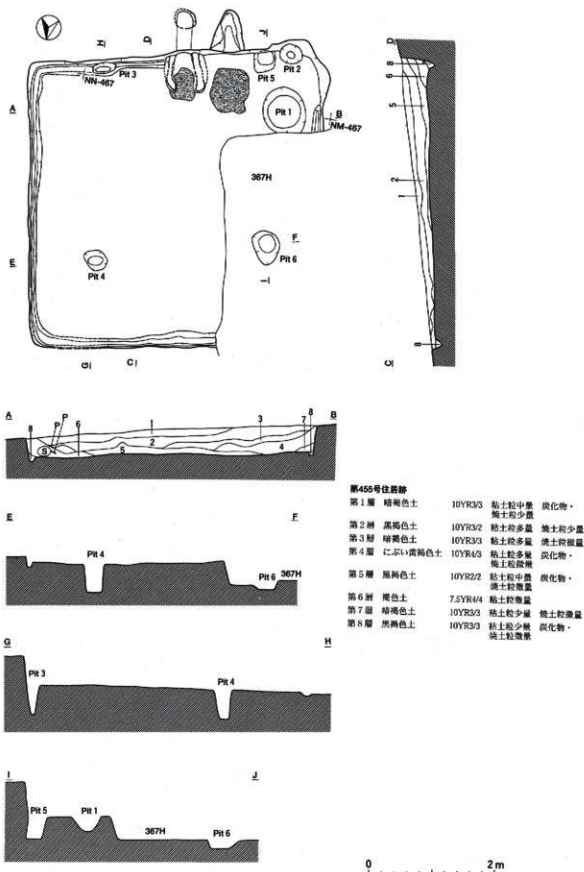 H
D
J
Pit 3
NN-467
Pit 5
Pit 2
A
Pit 1
B
NM-467
367H
E
Pit 4
F
Pit 6
I
G
C
D
8
6
5
2
1
8
C
A
P
P
8
6
1
3
7
8
B
S
5
2
4
E
F
Pit 4
Pit 6
367H
G
H
Pit 3
Pit 4
I
J
Pit 5
Pit 1
367H
Pit 6
第455号住居跡
第1層 暗褐色土 10YR3/3 粘土粒中量 炭化物・
焼土粒少量
第2層 黒褐色土 10YR3/2 粘土粒多量 焼土粒少量
第3層 暗褐色土 10YR3/3 粘土粒多量 焼土粒微量
第4層 にぶい黄褐色土 10YR4/3 粘土粒多量 炭化物・
焼土粒微量
第5層 黒褐色土 10YR2/2 粘土粒中量 炭化物・
焼土粒微量
第6層 褐色土 7.5YR4/4 粘土粒微量
第7層 暗褐色土 10YR3/3 粘土粒少量 焼土粒微量
第8層 黒褐色土 10YR3/3 粘土粒少量 炭化物・
焼土粒微量
0 2m